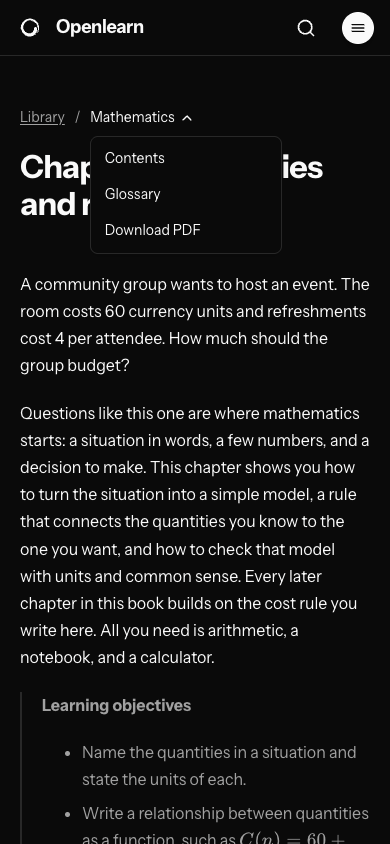 Openlearn
Library / Mathematics
Contents
Glossary
Download PDF
ies
and
A community group wants to host an event. The
room costs 60 currency units and refreshments
cost 4 per attendee. How much should the
group budget?
Questions like this one are where mathematics
starts: a situation in words, a few numbers, and a
decision to make. This chapter shows you how
to turn the situation into a simple model, a rule
that connects the quantities you know to the
one you want, and how to check that model
with units and common sense. Every later
chapter in this book builds on the cost rule you
write here. All you need is arithmetic, a
notebook, and a calculator.
Learning objectives
• Name the quantities in a situation and
state the units of each.
• Write a relationship between quantities
as a function, such as C(n) = 60 +